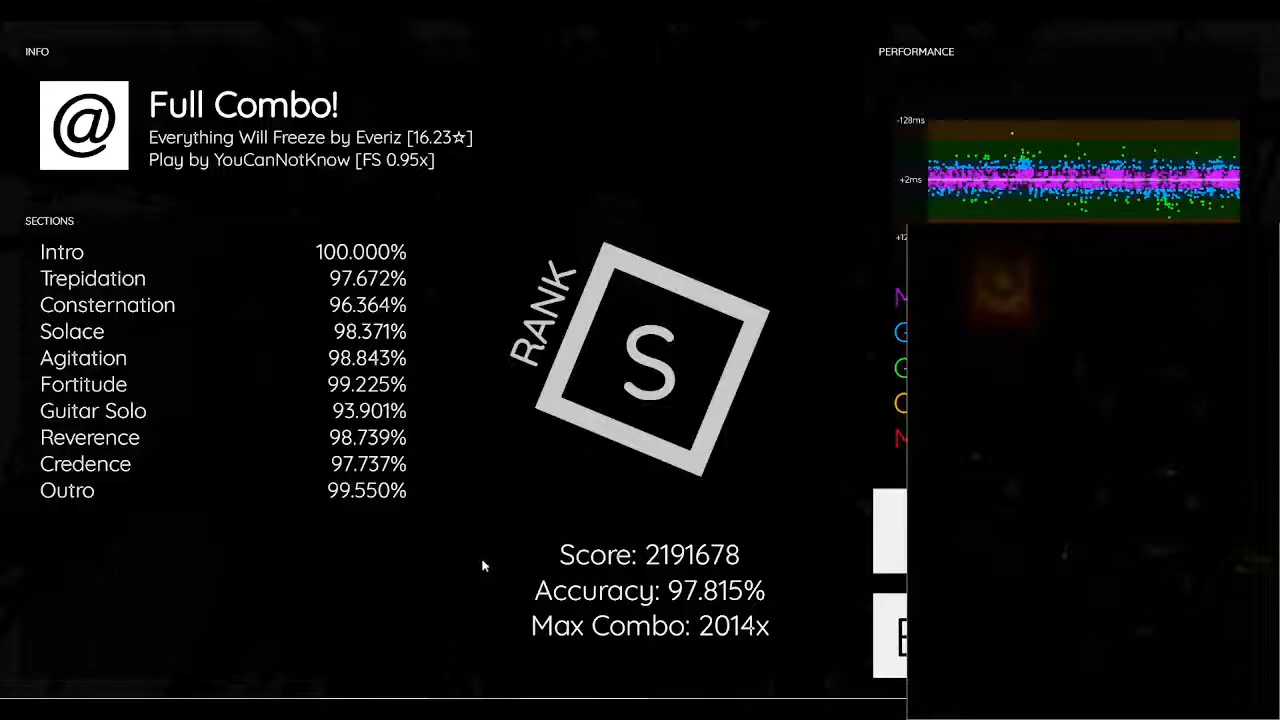 INFO
PERFORMANCE
@
Full Combo!
Everything Will Freeze by Everiz [16.23☆]
Play by YouCanNotKnow [FS 0.95x]
-128ms
+2ms
SECTIONS
Intro 100.000%
Trepidation 97.672%
Consternation 96.364%
Solace 98.371%
Agitation 98.843%
Fortitude 99.225%
Guitar Solo 93.901%
Reverence 98.739%
Credence 97.737%
Outro 99.550%
RANK
S
Score: 2191678
Accuracy: 97.815%
Max Combo: 2014x